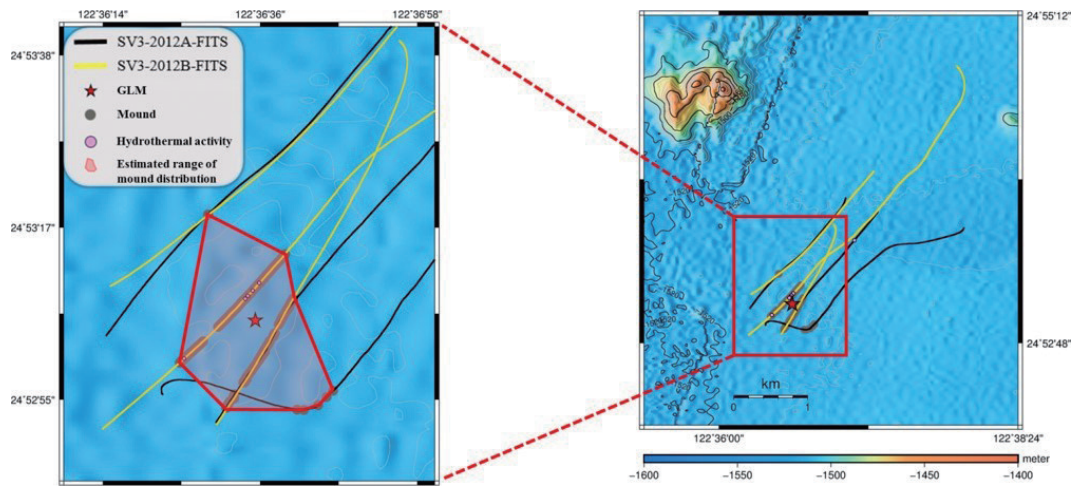 122˚36'14"
122˚36'36"
122˚36'58"
24˚53'38"
24˚53'17"
24˚52'55"
SV3-2012A-FITS
SV3-2012B-FITS
GLM
Mound
Hydrothermal activity
Estimated range of
mound distribution
24˚55'12"
24˚52'48"
km
0
1
122˚36'00"
122˚38'24"
meter
-1600
-1550
-1500
-1450
-1400